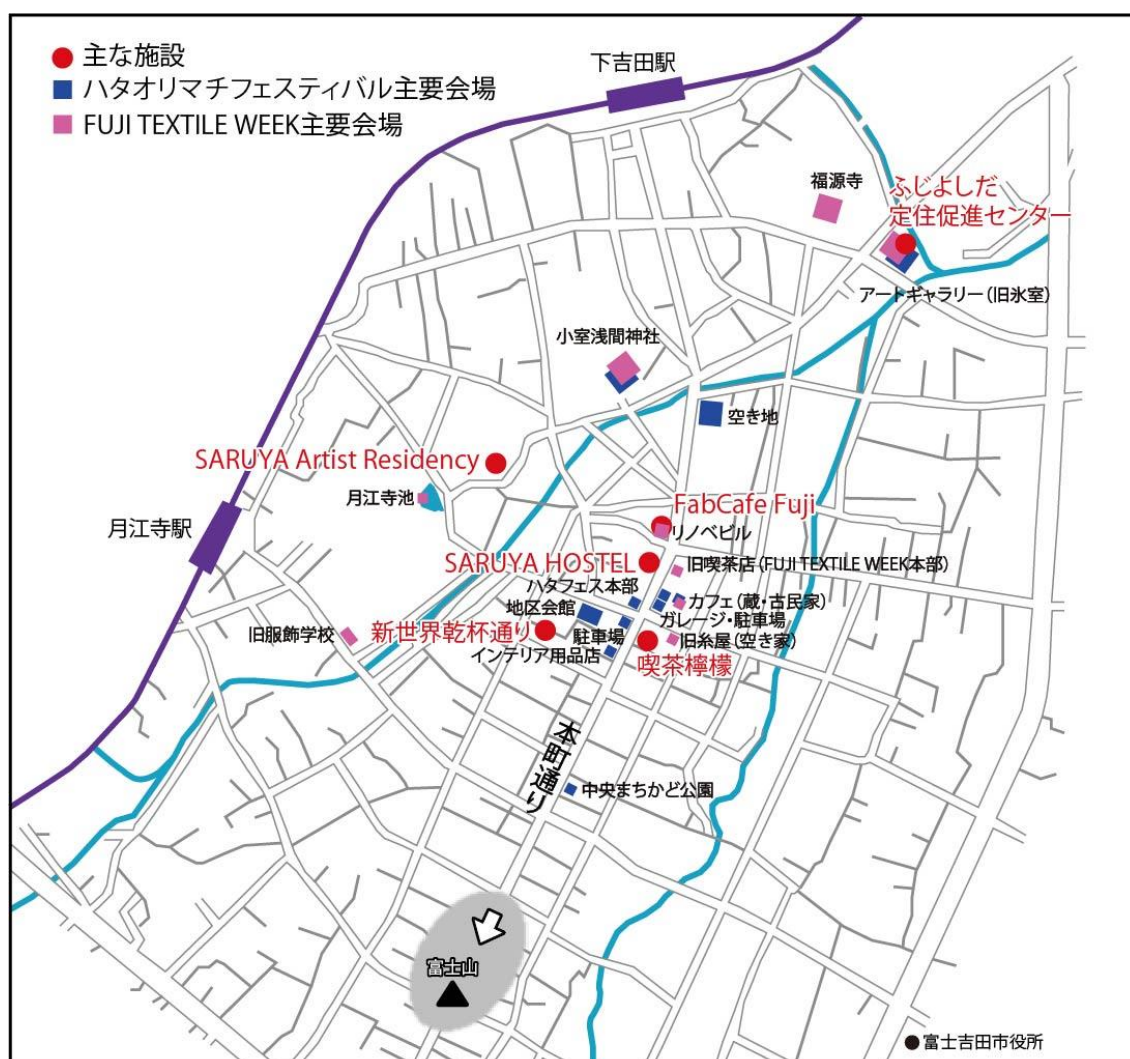 主な施設
ハタオリマチフェスティバル主要会場
FUJI TEXTILE WEEK主要会場
下吉田駅
福源寺
ふじよしだ
定住促進センター
アートギャラリー（旧氷室）
小室浅間神社
空き地
SARUYA Artist Residency
月江寺池
月江寺駅
FabCafe Fuji
リノベビル
SARUYA HOSTEL
旧喫茶店（FUJI TEXTILE WEEK本部）
ハタフェス本部
カフェ（蔵・古民家）
地区会館
ガレージ・駐車場
旧服飾学校
新世界乾杯通り
駐車場
旧糸屋（空き家）
インテリア用品店
喫茶檸檬
本町通り
中央まちかど公園
富士山
富士吉田市役所